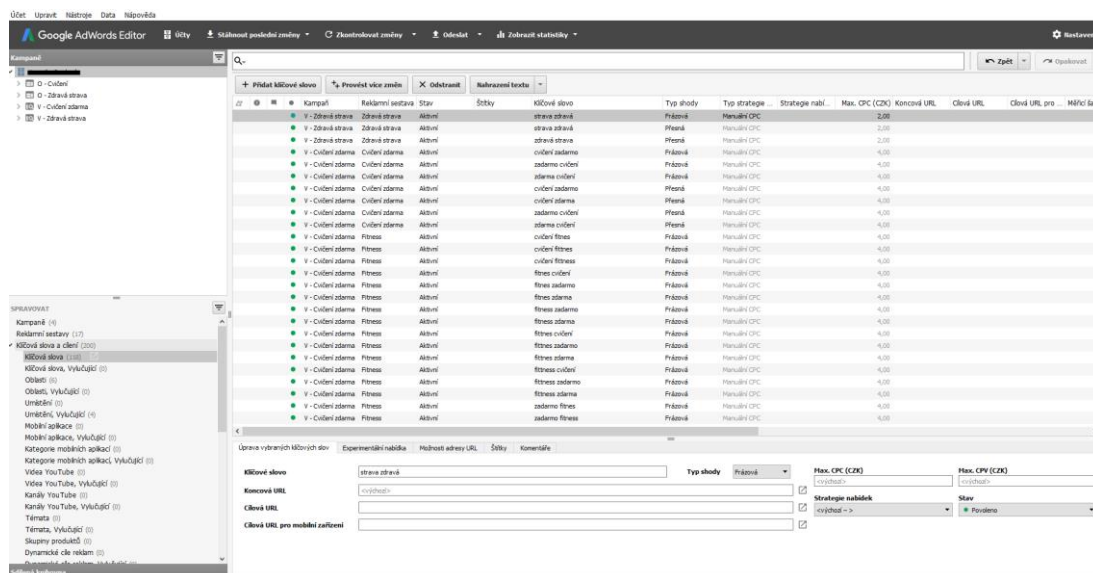 Účet Upravit Nástroje Data Nápověda
Google AdWords Editor Účty Stáhnout poslední změny Zkontrolovat změny Odeslat Zobrazit statistiky Nastaven
Kampaně
O - Cvičení
O - Zdravá strava
V - Cvičení zdarma
V - Zdravá strava
Zpět Opakovat
+ Přidat klíčové slovo Provést více změn Odstranit Nahrazení textu
Kampaň Reklamní sestava Stav Štítky Klíčové slovo Typ shody Typ strategie ... Strategie nabí... Max. CPC (CZK) Koncová URL Cílová URL Cílová URL pro ... Měřicí ša
V - Zdravá strava Zdravá strava Aktivní strava zdravá Frázová Manuální CPC 2,00
V - Zdravá strava Zdravá strava Aktivní strava zdravá Přesná Manuální CPC 2,00
V - Zdravá strava Zdravá strava Aktivní zdravá strava Přesná Manuální CPC 2,00
V - Cvičení zdarma Cvičení zdarma Aktivní cvičení zadarmo Frázová Manuální CPC 4,00
V - Cvičení zdarma Cvičení zdarma Aktivní zadarmo cvičení Frázová Manuální CPC 4,00
V - Cvičení zdarma Cvičení zdarma Aktivní zdarma cvičení Frázová Manuální CPC 4,00
V - Cvičení zdarma Cvičení zdarma Aktivní cvičení zadarmo Přesná Manuální CPC 4,00
V - Cvičení zdarma Cvičení zdarma Aktivní cvičení zdarma Přesná Manuální CPC 4,00
V - Cvičení zdarma Cvičení zdarma Aktivní zadarmo cvičení Přesná Manuální CPC 4,00
V - Cvičení zdarma Cvičení zdarma Aktivní zdarma cvičení Přesná Manuální CPC 4,00
V - Cvičení zdarma Fitness Aktivní cvičení fitnes Frázová Manuální CPC 4,00
V - Cvičení zdarma Fitness Aktivní cvičení fittnes Frázová Manuální CPC 4,00
V - Cvičení zdarma Fitness Aktivní cvičení fittness Frázová Manuální CPC 4,00
V - Cvičení zdarma Fitness Aktivní fitnes cvičení Frázová Manuální CPC 4,00
V - Cvičení zdarma Fitness Aktivní fitnes zadarmo Frázová Manuální CPC 4,00
V - Cvičení zdarma Fitness Aktivní fitnes zdarma Frázová Manuální CPC 4,00
V - Cvičení zdarma Fitness Aktivní fitness zadarmo Frázová Manuální CPC 4,00
V - Cvičení zdarma Fitness Aktivní fitness zdarma Frázová Manuální CPC 4,00
V - Cvičení zdarma Fitness Aktivní fittnes cvičení Frázová Manuální CPC 4,00
V - Cvičení zdarma Fitness Aktivní fittnes zadarmo Frázová Manuální CPC 4,00
V - Cvičení zdarma Fitness Aktivní fittnes zdarma Frázová Manuální CPC 4,00
V - Cvičení zdarma Fitness Aktivní fittness cvičení Frázová Manuální CPC 4,00
V - Cvičení zdarma Fitness Aktivní fittness zadarmo Frázová Manuální CPC 4,00
V - Cvičení zdarma Fitness Aktivní fittness zdarma Frázová Manuální CPC 4,00
V - Cvičení zdarma Fitness Aktivní zadarmo fitnes Frázová Manuální CPC 4,00
V - Cvičení zdarma Fitness Aktivní zadarmo fitness Frázová Manuální CPC 4,00
SPRAVOVAT
Kampaně (4)
Reklamní sestavy (17)
Klíčová slova a cílení (200)
Klíčová slova
Klíčová slova, Vylučující (0)
Oblasti (6)
Oblasti, Vylučující (0)
Umístění (0)
Umístění, Vylučující (4)
Mobilní aplikace (0)
Mobilní aplikace, Vylučující (0)
Kategorie mobilních aplikací (0)
Kategorie mobilních aplikací, Vylučující (0)
Videa YouTube (0)
Videa YouTube, Vylučující (0)
Kanály YouTube (0)
Kanály YouTube, Vylučující (0)
Témata (0)
Témata, Vylučující (0)
Skupiny produktů (0)
Dynamické cíle reklam (0)
Úprava vybraných klíčových slov Experimentální nabídka Možnosti adresy URL Štítky Komentáře
Klíčové slovo strava zdravá Typ shody Frázová Max. CPC (CZK) <výchozí> Max. CPV (CZK) <výchozí>
Koncová URL <výchozí> Strategie nabídek <výchozí – > Stav Povoleno
Cílová URL
Cílová URL pro mobilní zařízení